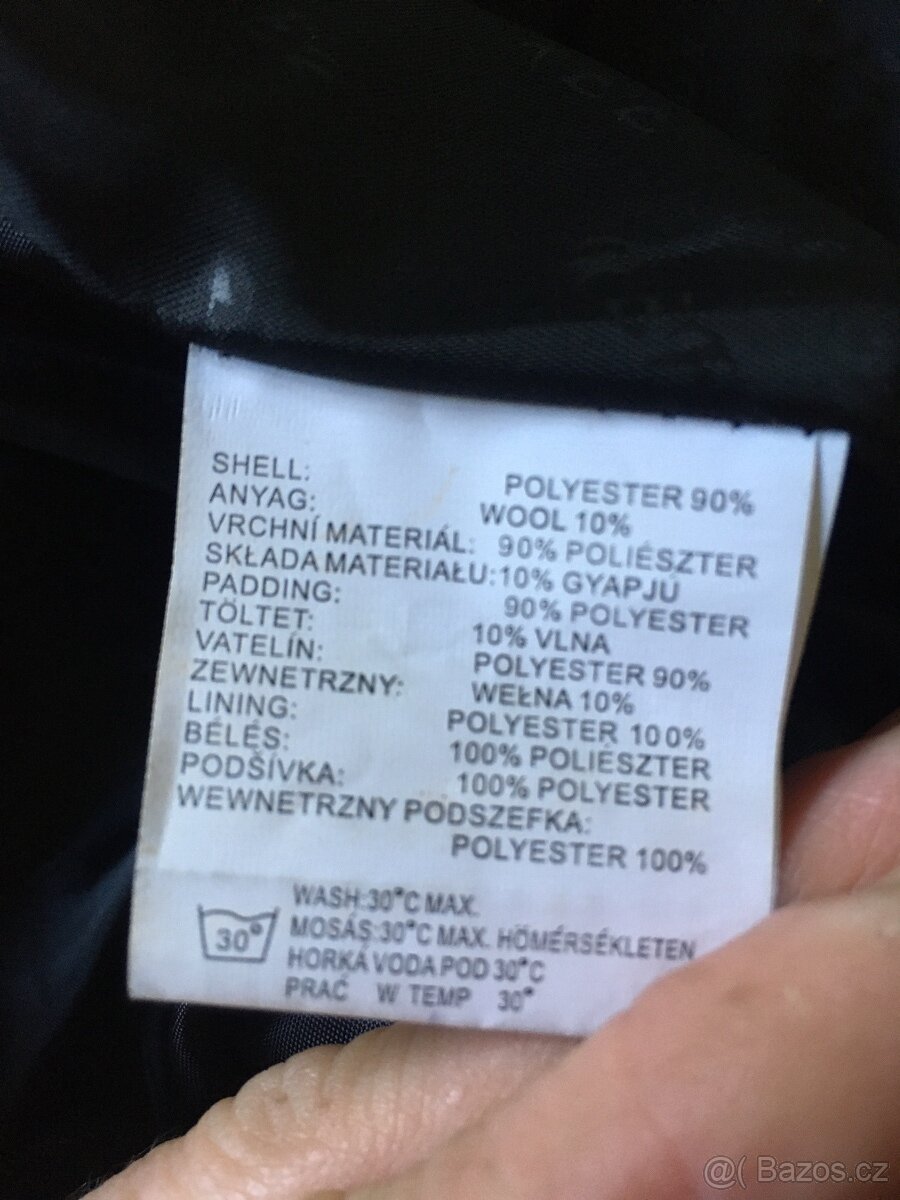 SHELL: POLYESTER 90%
ANYAG: WOOL 10%
VRCHNÍ MATERIÁL: 90% POLIÉSZTER
SKŁADA MATERIAŁU: 10% GYAPJÚ
PADDING: 90% POLYESTER
TÖLTET: 10% VLNA
VATELÍN: POLYESTER 90%
ZEWNETRZNY: WEŁNA 10%
LINING: POLYESTER 100%
BÉLÉS: 100% POLIÉSZTER
PODŠÍVKA: 100% POLYESTER
WEWNETRZNY PODSZEFKA:
POLYESTER 100%
WASH:30°C MAX.
30° MOSÁS:30°C MAX. HÖMÉRSÉKLETEN
HORKÁ VODA POD 30°C
PRAĆ W TEMP 30°
@( Bazos.cz